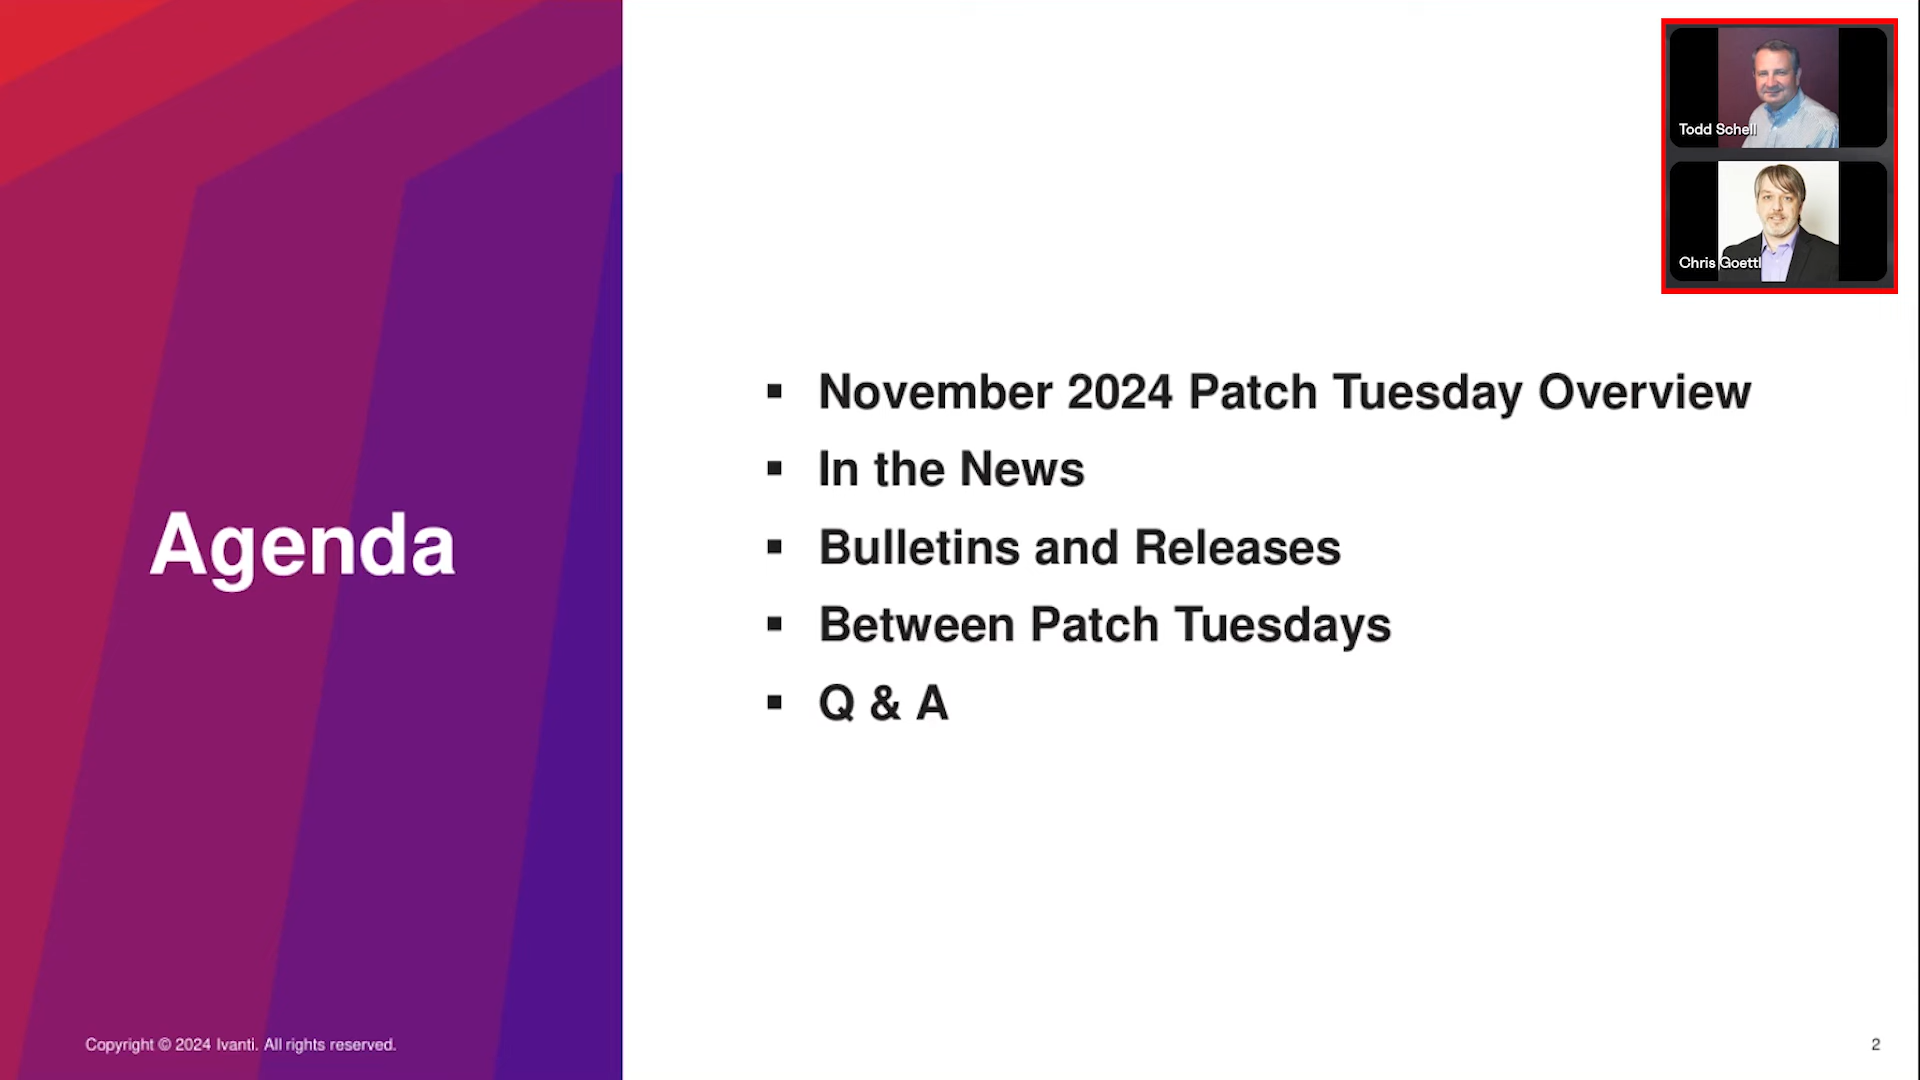 Todd Schell
Chris Goettl
Agenda
▪ November 2024 Patch Tuesday Overview
▪ In the News
▪ Bulletins and Releases
▪ Between Patch Tuesdays
▪ Q & A
Copyright © 2024 Ivanti. All rights reserved.
2